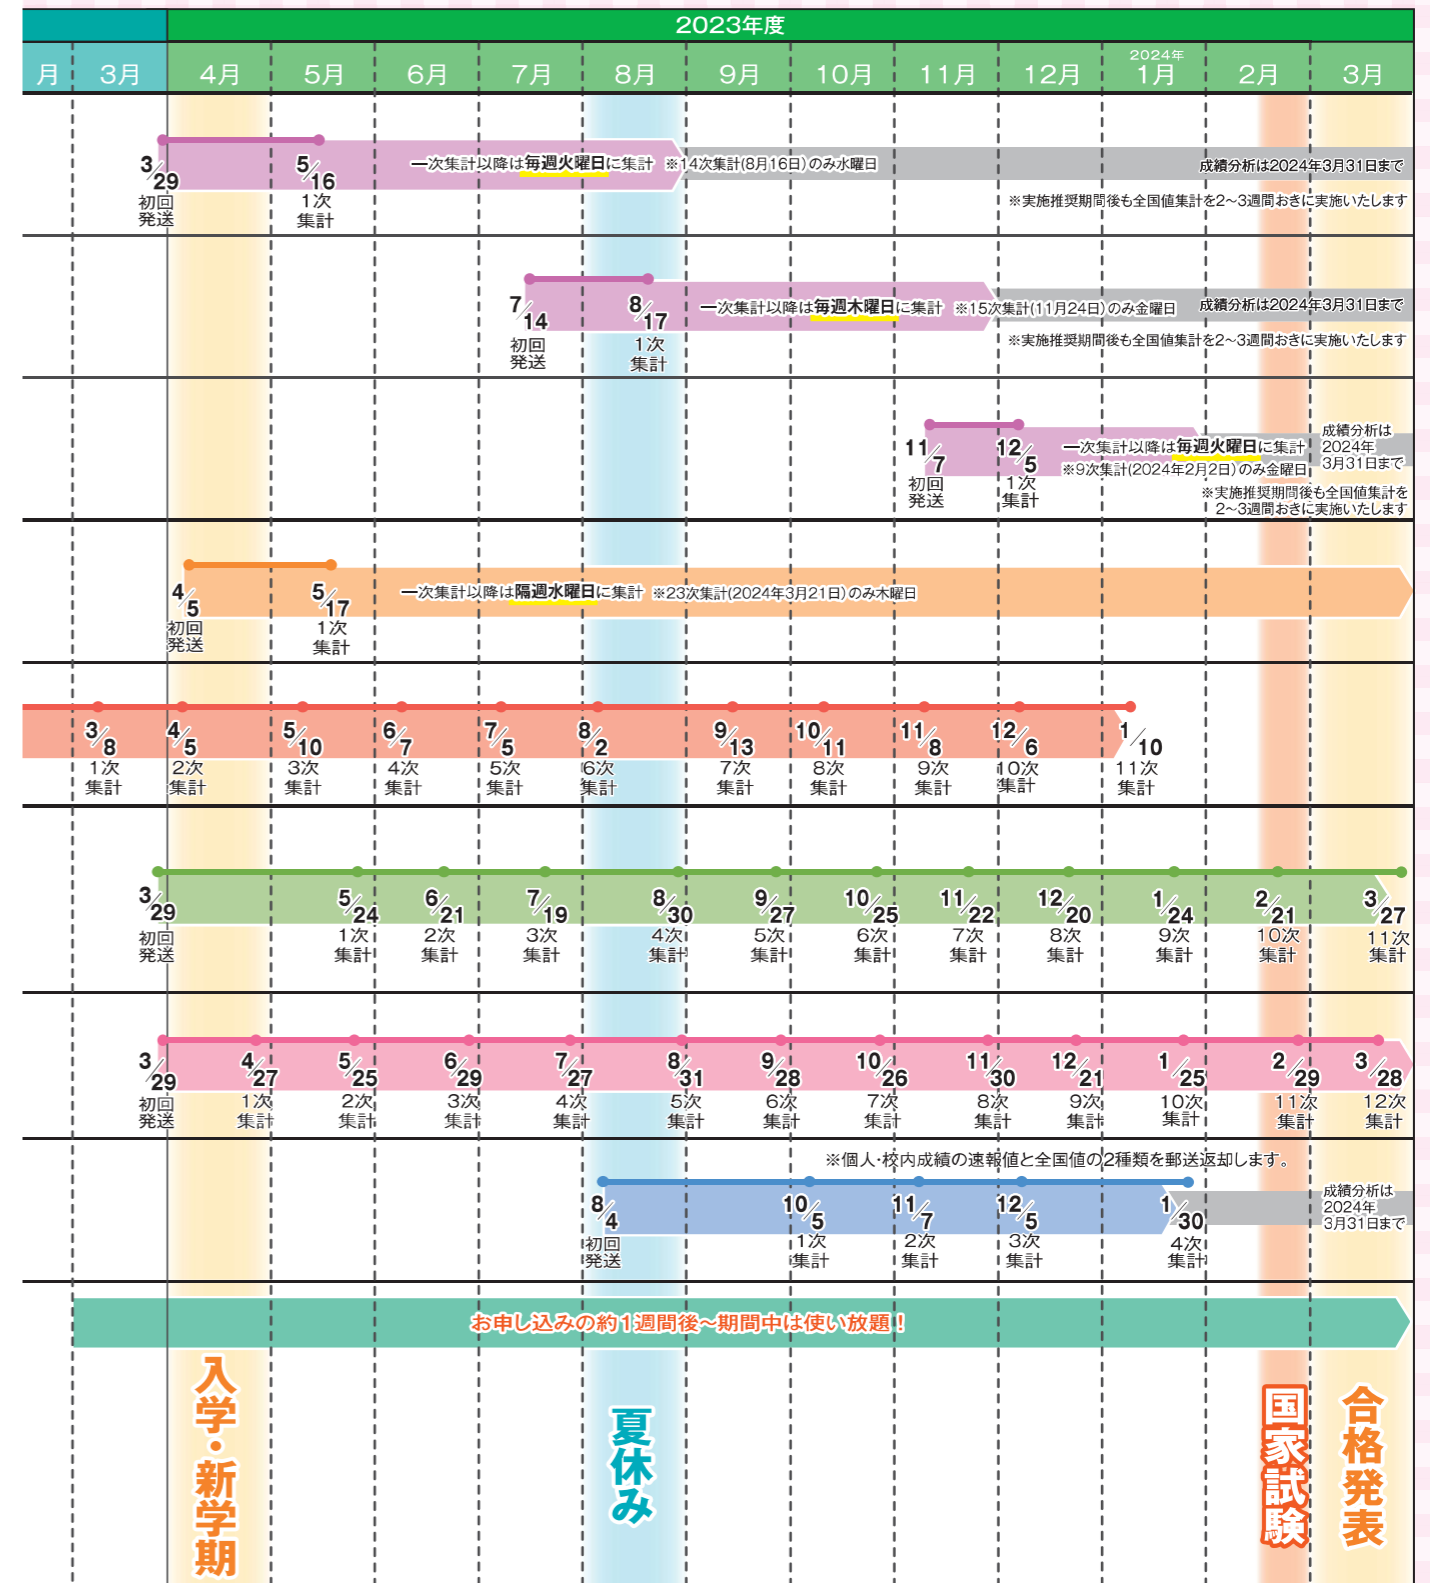 2023年度
月
3月
4月
5月
6月
7月
8月
9月
10月
11月
12月
2024年
1月
2月
3月
3/29
初回
発送
5/16
1次
集計
一次集計以降は毎週火曜日に集計 ※14次集計(8月16日)のみ水曜日
成績分析は2024年3月31日まで
※実施推奨期間後も全国値集計を2〜3週間おきに実施いたします
7/14
初回
発送
8/17
1次
集計
一次集計以降は毎週木曜日に集計 ※15次集計(11月24日)のみ金曜日
成績分析は2024年3月31日まで
※実施推奨期間後も全国値集計を2〜3週間おきに実施いたします
11/7
初回
発送
12/5
1次
集計
一次集計以降は毎週火曜日に集計
※9次集計(2024年2月2日)のみ金曜日
成績分析は
2024年
3月31日まで
※実施推奨期間後も全国値集計を
2〜3週間おきに実施いたします
4/5
初回
発送
5/17
1次
集計
一次集計以降は隔週水曜日に集計 ※23次集計(2024年3月21日)のみ木曜日
3/8
1次
集計
4/5
2次
集計
5/10
3次
集計
6/7
4次
集計
7/5
5次
集計
8/2
6次
集計
9/13
7次
集計
10/11
8次
集計
11/8
9次
集計
12/6
10次
集計
1/10
11次
集計
3/29
初回
発送
5/24
1次
集計
6/21
2次
集計
7/19
3次
集計
8/30
4次
集計
9/27
5次
集計
10/25
6次
集計
11/22
7次
集計
12/20
8次
集計
1/24
9次
集計
2/21
10次
集計
3/27
11次
集計
3/29
初回
発送
4/27
1次
集計
5/25
2次
集計
6/29
3次
集計
7/27
4次
集計
8/31
5次
集計
9/28
6次
集計
10/26
7次
集計
11/30
8次
集計
12/21
9次
集計
1/25
10次
集計
2/29
11次
集計
3/28
12次
集計
※個人・校内成績の速報値と全国値の2種類を郵送返却します。
8/4
初回
発送
10/5
1次
集計
11/7
2次
集計
12/5
3次
集計
1/30
4次
集計
成績分析は
2024年
3月31日まで
お申し込みの約1週間後〜期間中は使い放題！
入学・新学期
夏休み
国家試験
合格発表